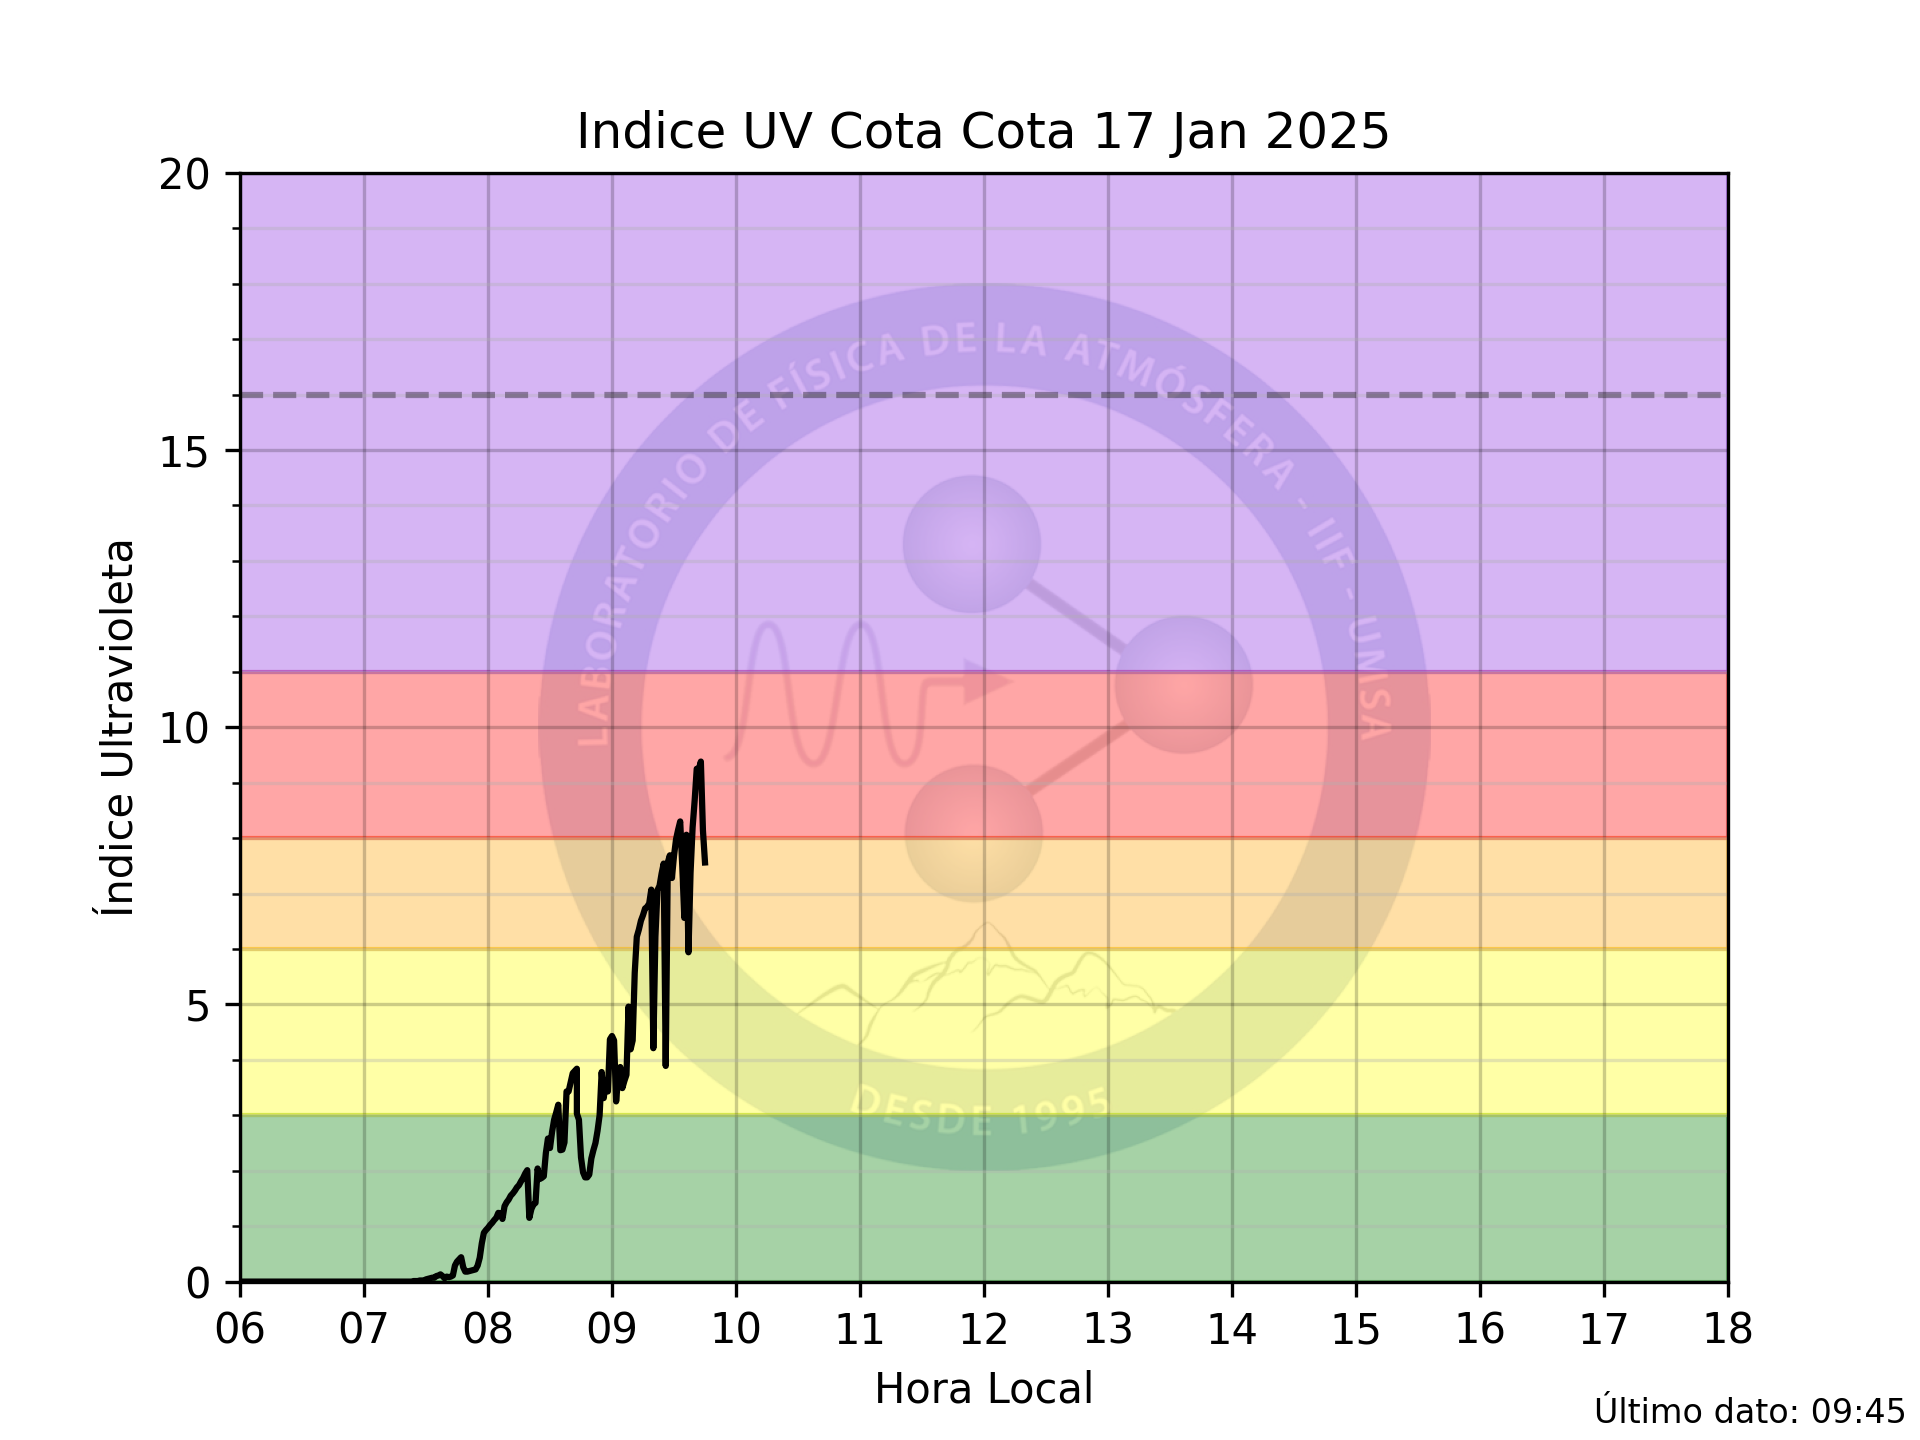 Indice UV Cota Cota 17 Jan 2025
20
15
10
5
0
Índice Ultravioleta
LABORATORIO DE FÍSICA DE LA ATMÓSFERA - IIF - UMSA
DESDE 1995
06 07 08 09 10 11 12 13 14 15 16 17 18
Hora Local
Último dato: 09:45